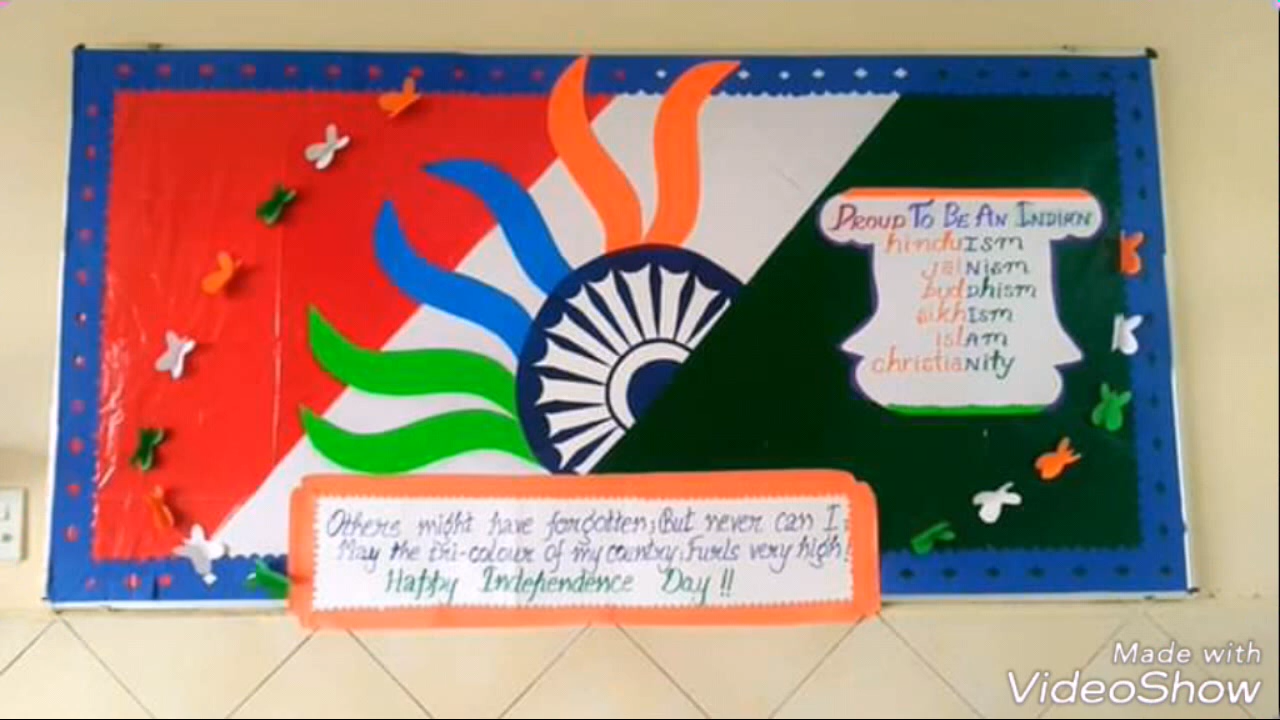 PROUD TO BE AN INDIAN
hinduISm
jaiNism
budDhism
sikhISm
islAm
christiaNity
Others might have forgotten, But never can I,
May the tri-colour of my country, Furls very high!
Happy Independence Day !!
Made with
VideoShow